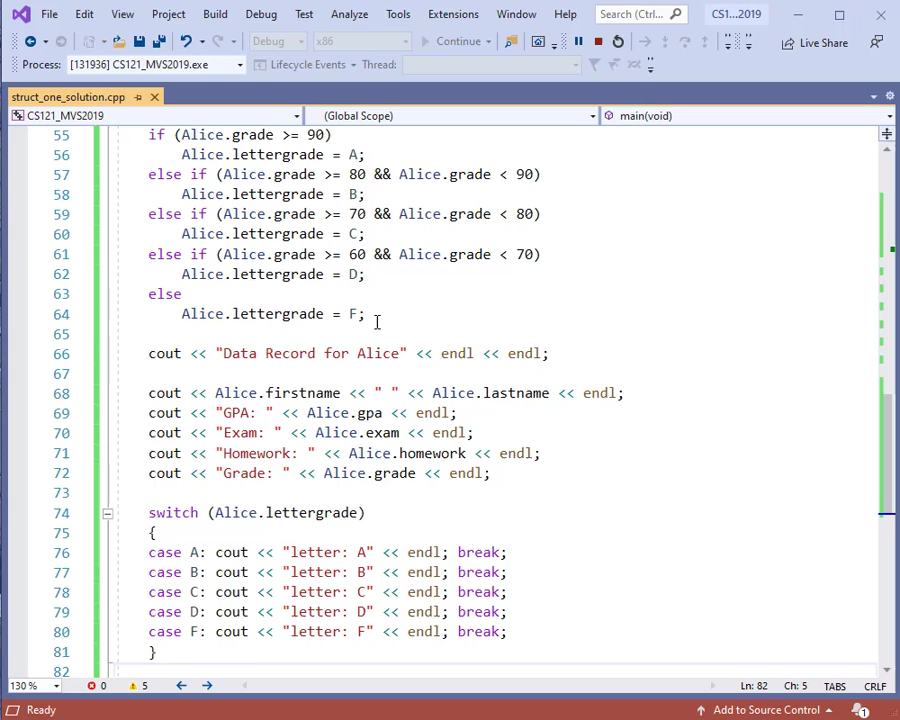 File Edit View Project Build Debug Test Analyze Tools Extensions Window Help Search (Ctrl... CS1...2019
Debug x86 Continue Live Share
Process: [131936] CS121_MVS2019.exe Lifecycle Events Thread:
struct_one_solution.cpp
CS121_MVS2019 (Global Scope) main(void)
55 if (Alice.grade >= 90)
56 Alice.lettergrade = A;
57 else if (Alice.grade >= 80 && Alice.grade < 90)
58 Alice.lettergrade = B;
59 else if (Alice.grade >= 70 && Alice.grade < 80)
60 Alice.lettergrade = C;
61 else if (Alice.grade >= 60 && Alice.grade < 70)
62 Alice.lettergrade = D;
63 else
64 Alice.lettergrade = F;
65
66 cout << "Data Record for Alice" << endl << endl;
67
68 cout << Alice.firstname << " " << Alice.lastname << endl;
69 cout << "GPA: " << Alice.gpa << endl;
70 cout << "Exam: " << Alice.exam << endl;
71 cout << "Homework: " << Alice.homework << endl;
72 cout << "Grade: " << Alice.grade << endl;
73
74 switch (Alice.lettergrade)
75 {
76 case A: cout << "letter: A" << endl; break;
77 case B: cout << "letter: B" << endl; break;
78 case C: cout << "letter: C" << endl; break;
79 case D: cout << "letter: D" << endl; break;
80 case F: cout << "letter: F" << endl; break;
81 }
82
130 % 0 5 Ln: 82 Ch: 5 TABS CRLF
Ready Add to Source Control 1